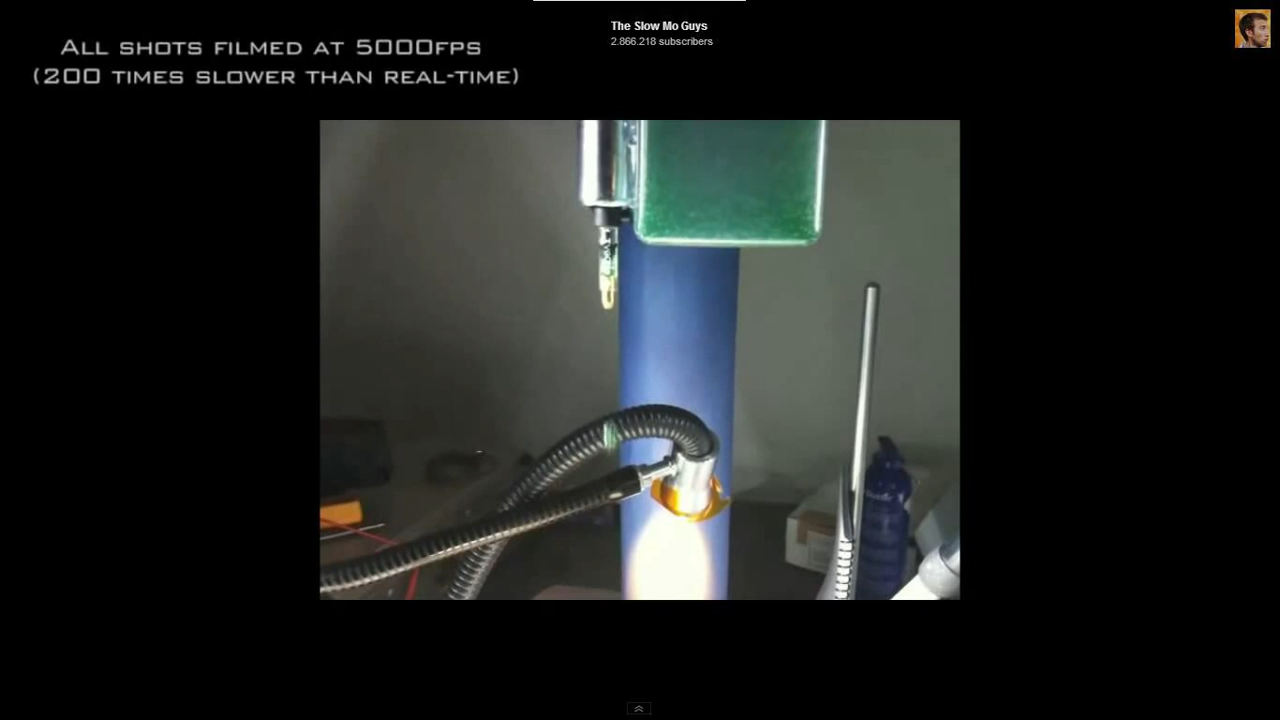 ALL SHOTS FILMED AT 5000FPS
(200 TIMES SLOWER THAN REAL-TIME)
The Slow Mo Guys
2.866.218 subscribers